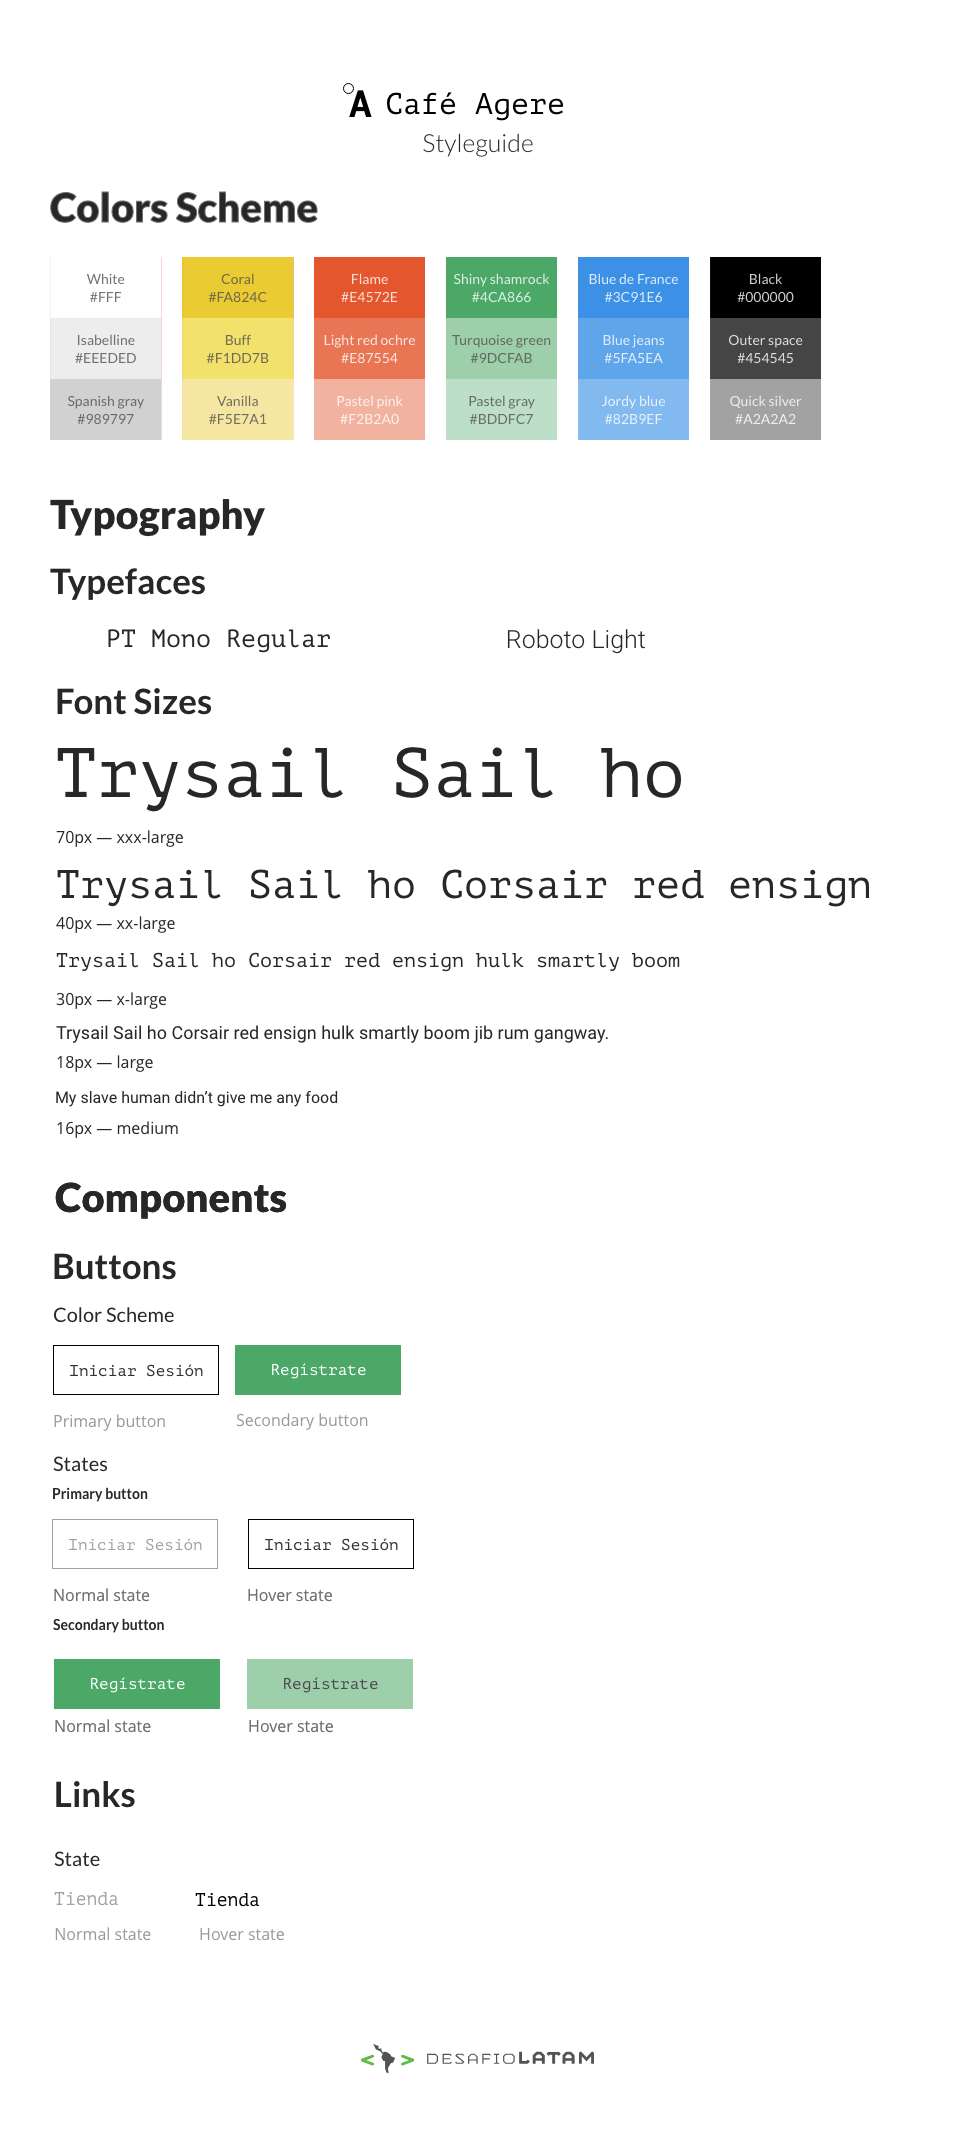 Å Café Agere
Styleguide
Colors Scheme
White
#FFF
Coral
#FA824C
Flame
#E4572E
Shiny shamrock
#4CA866
Blue de France
#3C91E6
Black
#000000
Isabelline
#EEEDED
Buff
#F1DD7B
Light red ochre
#E87554
Turquoise green
#9DCFAB
Blue jeans
#5FA5EA
Outer space
#454545
Spanish gray
#989797
Vanilla
#F5E7A1
Pastel pink
#F2B2A0
Pastel gray
#BDDFC7
Jordy blue
#82B9EF
Quick silver
#A2A2A2
Typography
Typefaces
PT Mono Regular
Roboto Light
Font Sizes
Trysail Sail ho
70px — xxx-large
Trysail Sail ho Corsair red ensign
40px — xx-large
Trysail Sail ho Corsair red ensign hulk smartly boom
30px — x-large
Trysail Sail ho Corsair red ensign hulk smartly boom jib rum gangway.
18px — large
My slave human didn’t give me any food
16px — medium
Components
Buttons
Color Scheme
Iniciar Sesión
Regístrate
Primary button
Secondary button
States
Primary button
Iniciar Sesión
Iniciar Sesión
Normal state
Hover state
Secondary button
Regístrate
Regístrate
Normal state
Hover state
Links
State
Tienda
Tienda
Normal state
Hover state
< > DESAFIOLATAM